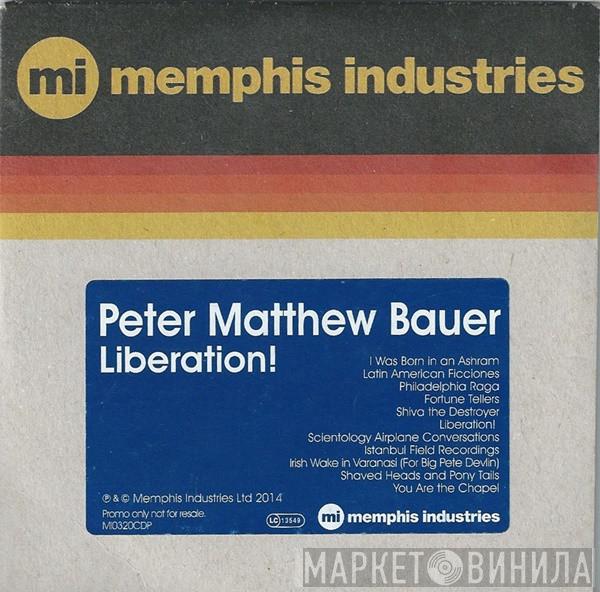 mi memphis industries
Peter Matthew Bauer
Liberation!
I Was Born in an Ashram
Latin American Ficciones
Philadelphia Raga
Fortune Tellers
Shiva the Destroyer
Liberation!
Scientology Airplane Conversations
Istanbul Field Recordings
Irish Wake in Varanasi (For Big Pete Devlin)
Shaved Heads and Pony Tails
You Are the Chapel
℗ & © Memphis Industries Ltd 2014
Promo only not for resale.
MI0320CDP
LC 13549
mi memphis industries
МАРКЕТ ВИНИЛА